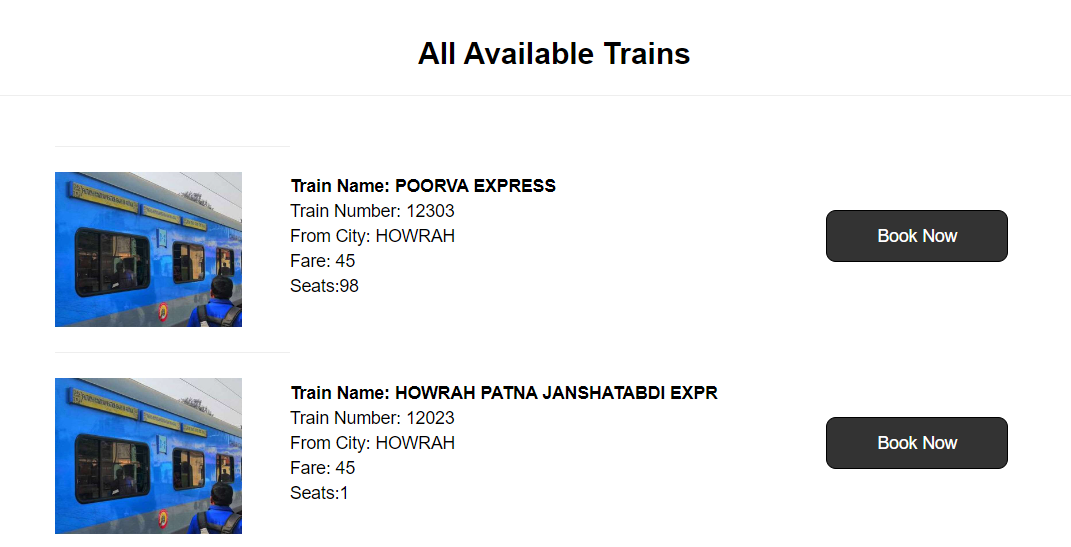 All Available Trains
Train Name: POORVA EXPRESS
Train Number: 12303
From City: HOWRAH
Fare: 45
Seats:98
Book Now
Train Name: HOWRAH PATNA JANSHATABDI EXPR
Train Number: 12023
From City: HOWRAH
Fare: 45
Seats:1
Book Now